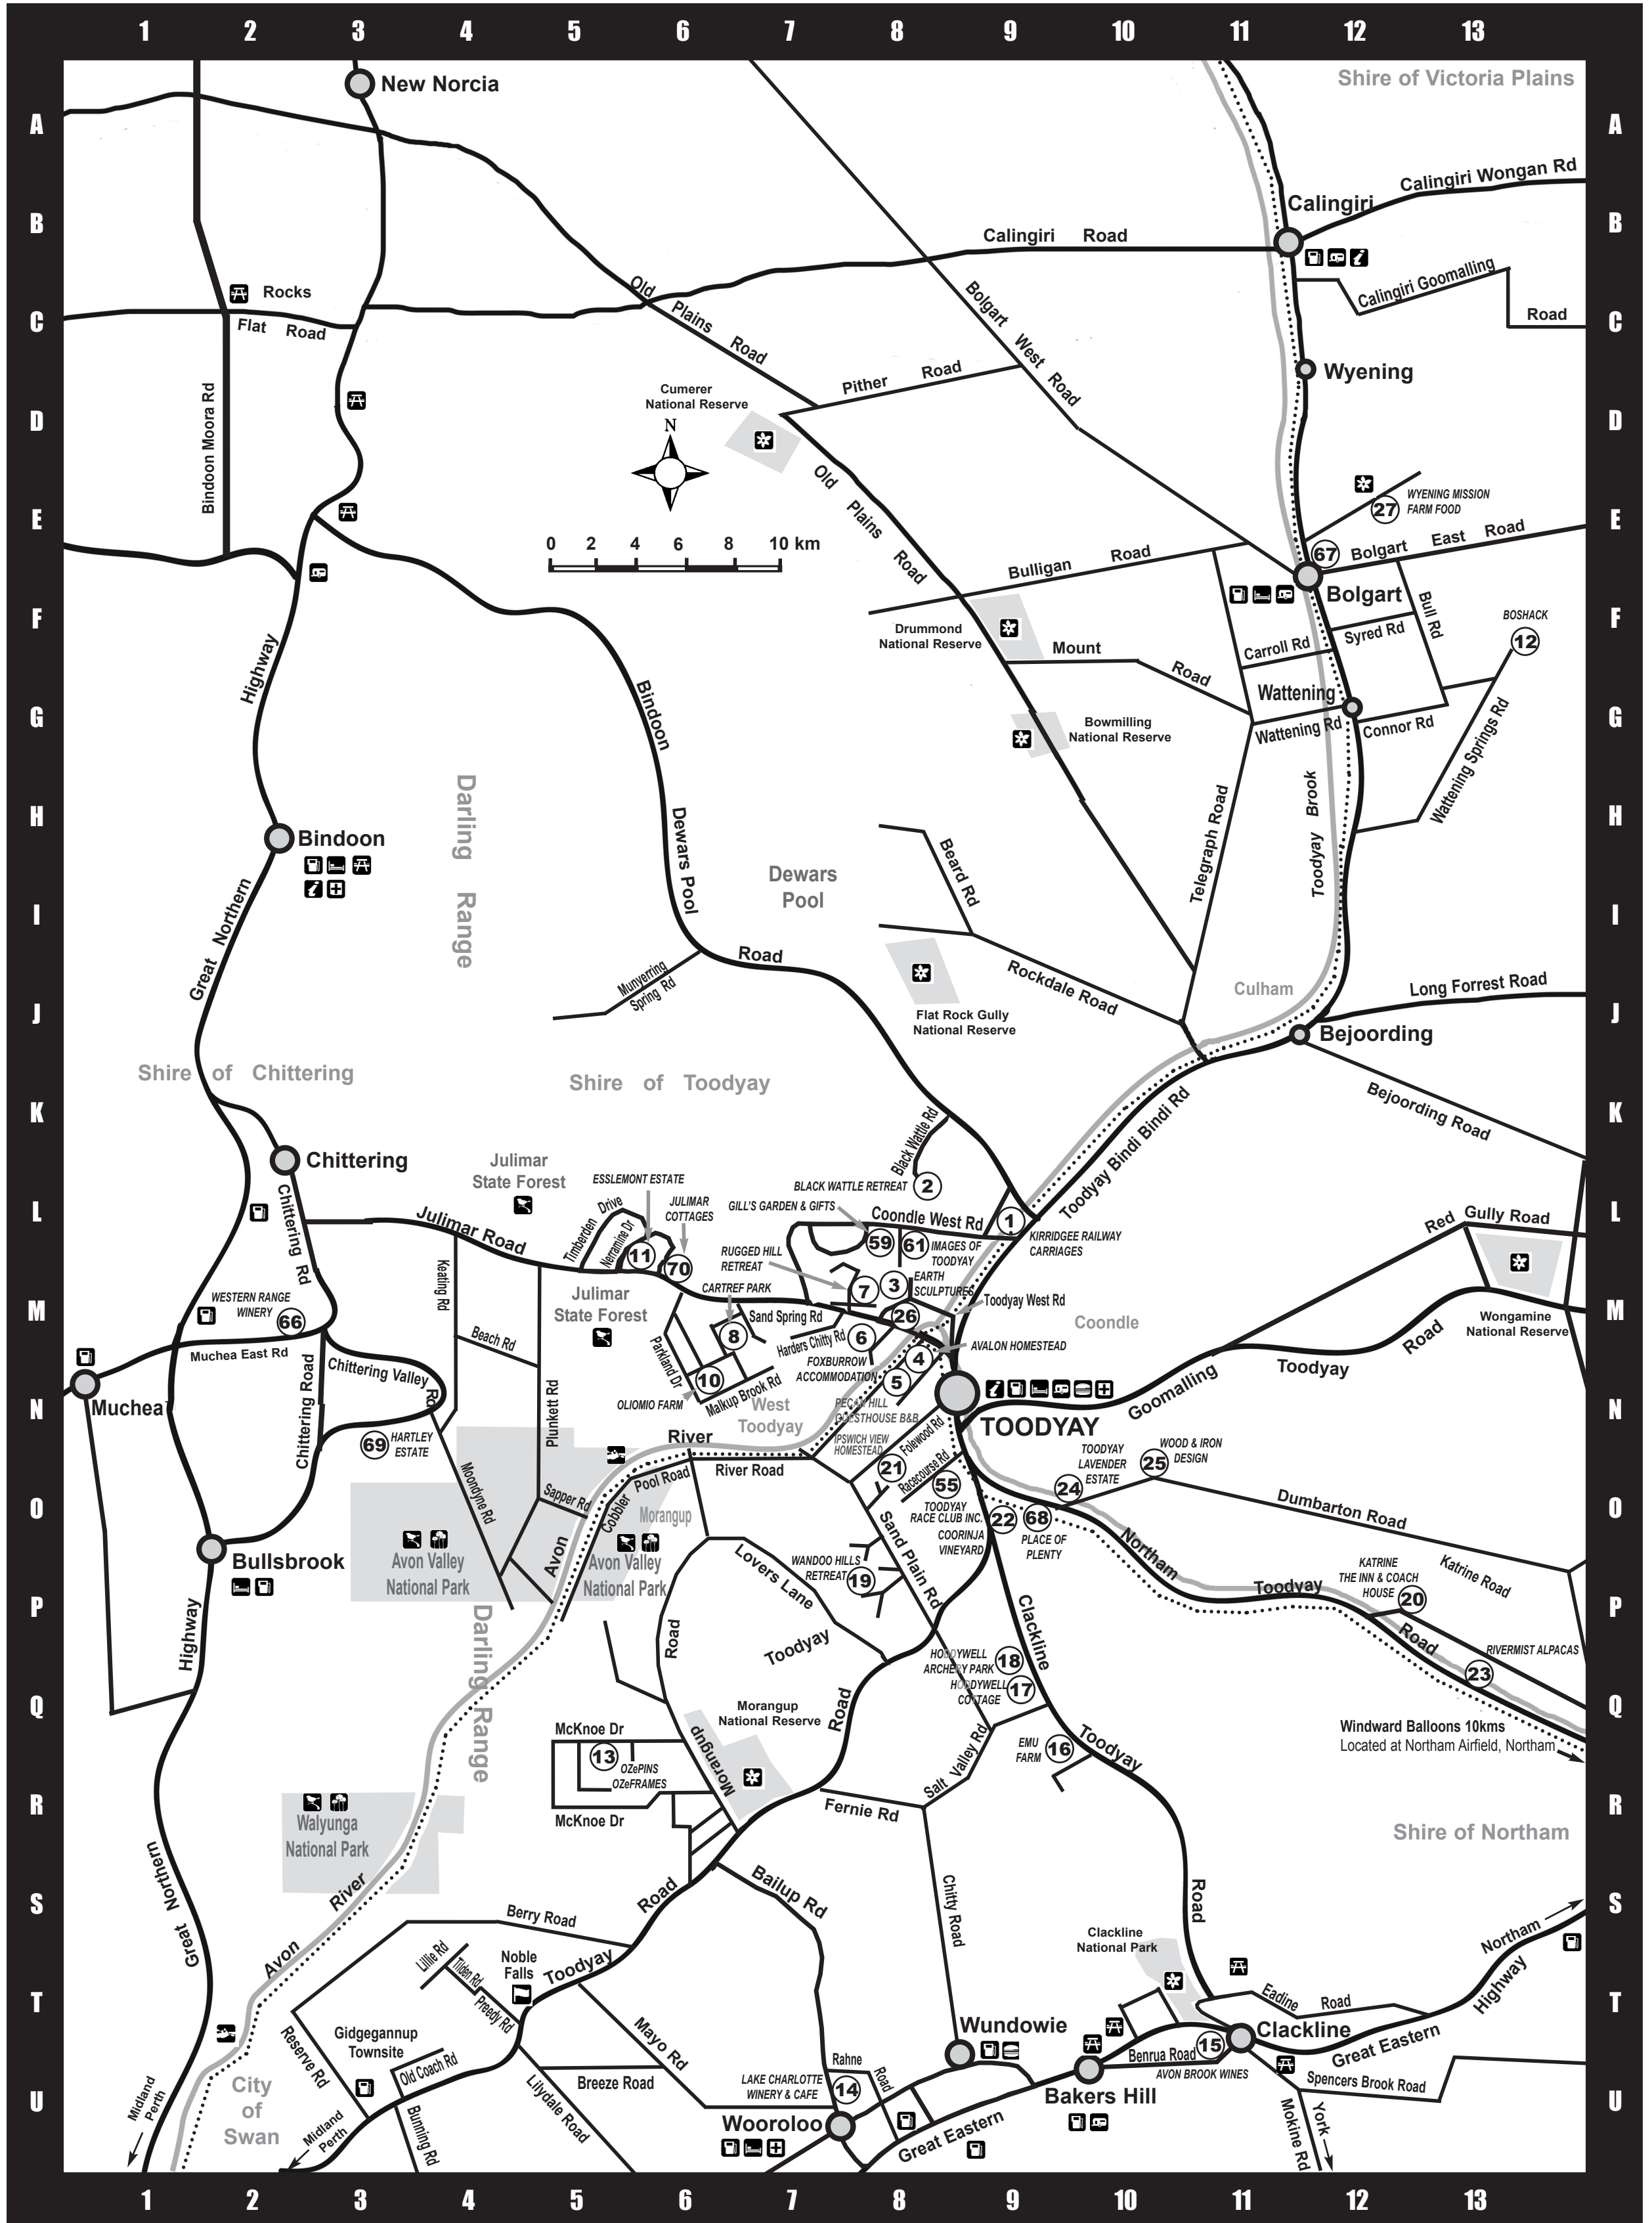 1 2 3 4 5 6 7 8 9 10 11 12 13
A
B
C
D
E
F
G
H
I
J
K
L
M
N
O
P
Q
R
S
T
U
A
B
C
D
E
F
G
H
I
J
K
L
M
N
O
P
Q
R
S
T
U
New Norcia
Shire of Victoria Plains
Calingiri Wongan Rd
Calingiri
Calingiri Road
Calingiri Goomalling
Road
Rocks
Flat Road
Old Plains Road
Bolgart West Road
Wyening
Pither Road
Cumerer
National Reserve
N
Bindoon Moora Rd
Old Plains Road
27
WYENING MISSION
FARM FOOD
0 2 4 6 8 10 km
Bulligan Road
67
Bolgart East Road
Bolgart
Bull Rd
BOSHACK
12
Drummond
National Reserve
Mount Road
Carroll Rd
Syred Rd
Wattening
Wattening Rd
Connor Rd
Wattening Springs Rd
Highway
Bindoon
Bowmilling
National Reserve
Darling Range
Dewars Pool
Telegraph Road
Toodyay Brook
Bindoon
Dewars
Pool
Beard Rd
Great Northern
Road
Munyerring
Spring Rd
Rockdale Road
Culham
Long Forrest Road
Flat Rock Gully
National Reserve
Bejoording
Shire of Chittering
Shire of Toodyay
Bejoording Road
Toodyay Bindi Bindi Rd
Black Wattle Rd
Chittering
Julimar
State Forest
ESSLEMONT ESTATE
BLACK WATTLE RETREAT
2
JULIMAR
COTTAGES
GILL'S GARDEN & GIFTS
Chittering Rd
Julimar Road
Timberden Drive
Nerramine Dr
11
70
Coondle West Rd
1
KIRRIDGEE RAILWAY
CARRIAGES
59
61
IMAGES OF
TOODYAY
RUGGED HILL
RETREAT
7
3
EARTH
SCULPTURES
Red Gully Road
Keating Rd
Julimar
State Forest
CARTREF PARK
Sand Spring Rd
26
Toodyay West Rd
Coondle
Wongamine
National Reserve
WESTERN RANGE
WINERY
66
Beach Rd
Parkland Dr
8
Harders Chitty Rd
6
AVALON HOMESTEAD
4
FOXBURROW
ACCOMMODATION
5
Muchea East Rd
Chittering Valley
Rd
10
OLIOMIO FARM
Malkup Brook Rd
West
Toodyay
PECAN HILL
GUESTHOUSE B&B
Goomalling
Toodyay
Road
Muchea
Chittering Road
Plunkett Rd
TOODYAY
69
HARTLEY
ESTATE
River
IPSWICH VIEW
HOMESTEAD
Folewood Rd
TOODYAY
LAVENDER
ESTATE
WOOD & IRON
DESIGN
25
River Road
21
Racecourse Rd
24
Moondyne Rd
Pool Road
Cobbler
Sapper Rd
Morangup
55
TOODYAY
RACE CLUB INC.
22
68
PLACE OF
PLENTY
Dumbarton Road
COORINJA
VINEYARD
Avon Valley
National Park
Avon
Avon Valley
National Park
Bullsbrook
Lovers Lane
WANDOO HILLS
RETREAT
19
Sand Plain Rd
Northam
Toodyay
Road
KATRINE
THE INN & COACH
HOUSE
20
Katrine Road
Highway
Road
Toodyay
Clackline
HODDYWELL
ARCHERY PARK
18
HODDYWELL
COTTAGE
17
RIVERMIST ALPACAS
23
Darling Range
Morangup
National Reserve
Road
Windward Balloons 10kms
Located at Northam Airfield, Northam
McKnoe Dr
13
OZePINS
OZeFRAMES
McKnoe Dr
Morangup
EMU
FARM
16
Toodyay
Salt Valley Rd
Fernie Rd
Walyunga
National Park
Shire of Northam
Great Northern
River
Avon
Road
Bailup Rd
Chitty Road
Road
Berry Road
Clackline
National Park
Northam
Lillie Rd
Tilden Rd
Preedy Rd
Noble
Falls
Toodyay
Highway
Eadine Road
Reserve Rd
Gidgegannup
Townsite
Old Coach Rd
Mayo Rd
Wundowie
Clackline
Great Eastern
15
Benrua Road
AVON BROOK WINES
Rahne
Road
Breeze Road
LAKE CHARLOTTE
WINERY & CAFE
14
Bakers Hill
Spencers Brook Road
City
of
Swan
Lilydale Road
Wooroloo
Great Eastern
Midland
Perth
Midland
Perth
Bunning Rd
Mokine Rd
York
1 2 3 4 5 6 7 8 9 10 11 12 13